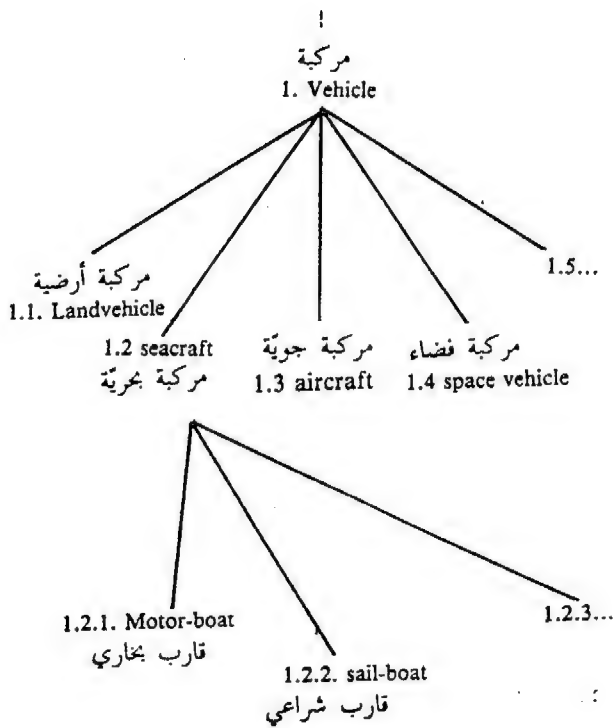 مركبة
1. Vehicle
مركبة أرضية
1.1. Landvehicle
1.2 seacraft
مركبة بحريّة
مركبة جويّة
1.3 aircraft
مركبة فضاء
1.4 space vehicle
1.5...
1.2.1. Motor-boat
قارب بخاري
1.2.2. sail-boat
قارب شراعي
1.2.3...